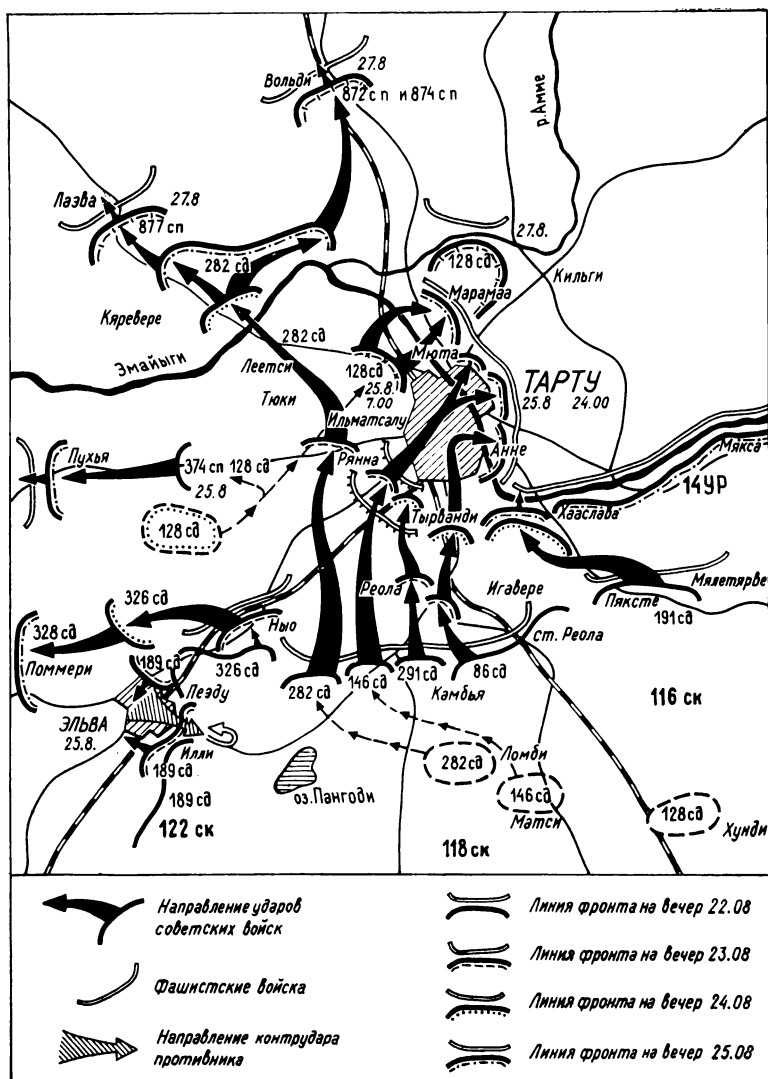 Вольди
27.8
872 сп и 874 сп
р. Амме
Лаэва
27.8
877 сп
282 сд
27.8.
128 сд
Кильги
Марамаа
Кяревере
282 сд
Эмайыги
Леетси
Мюта
128 сд
25.8.
7.00
ТАРТУ
25.8 24.00
Тюки
Ильматсалу
Пухья
374 сп 128 сд
25.8
Рянна
Анне
Мякса
14 УР
128 сд
Тырванди
Хааслава
326 сд
Реола
Игавере
Мялетярве
Пяксте
191 сд
328 сд
Ныо
ст. Реола
Поммери
189 сд
326 сд
Пеэду
282 сд
146 сд
291 сд
Камбья
86 сд
116 ск
ЭЛЬВА
25.8.
Илли
189 сд
282 сд
Ломби
оз. Пангоди
189 сд
146 сд
Матси
128 сд
Хунди
122 ск
118 ск
Направление ударов
советских войск
Фашистские войска
Направление контрудара
противника
Линия фронта на вечер 22.08
Линия фронта на вечер 23.08
Линия фронта на вечер 24.08
Линия фронта на вечер 25.08